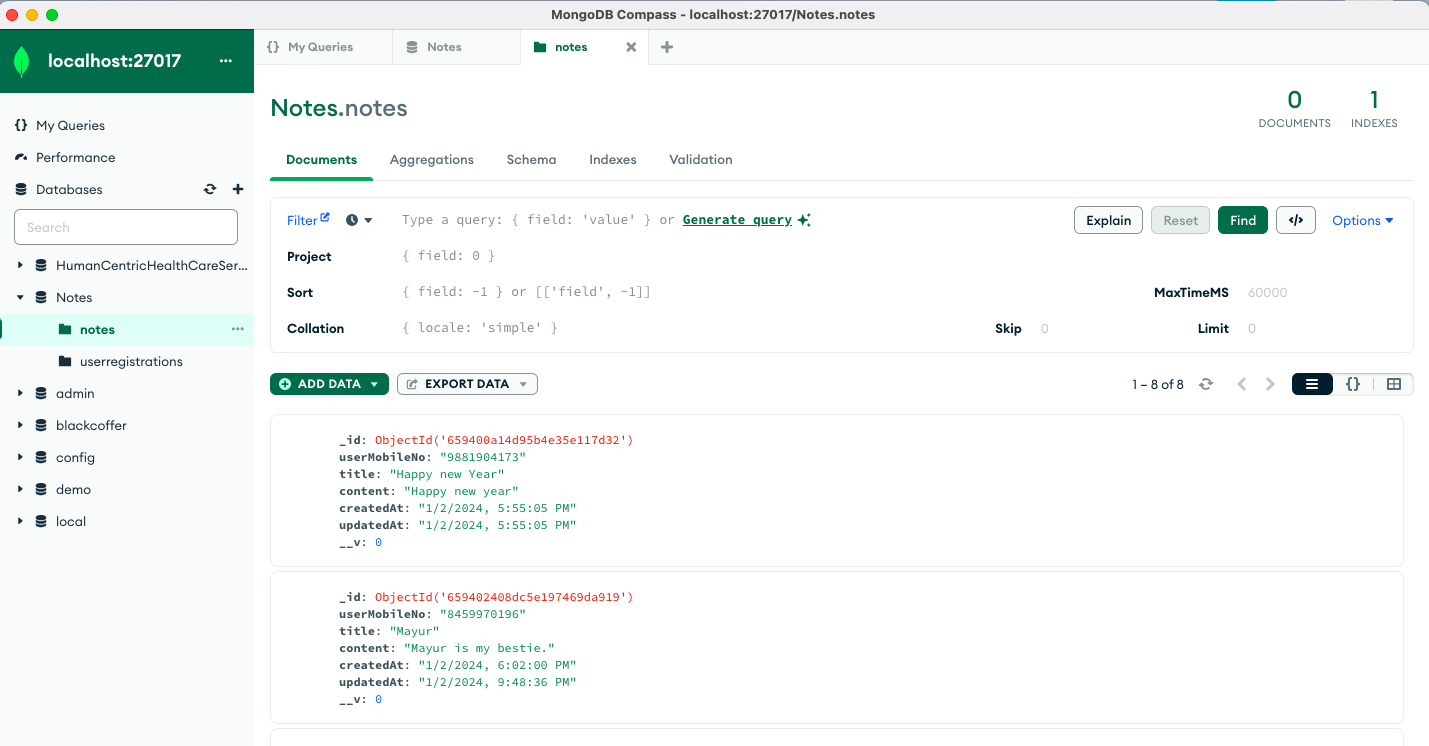 MongoDB Compass - localhost:27017/Notes.notes
localhost:27017
...
{} My Queries
Performance
Databases
Search
HumanCentricHealthCareSer...
Notes
notes
...
userregistrations
admin
blackcoffer
config
demo
local
{} My Queries
Notes
notes
Notes.notes
0
DOCUMENTS
1
INDEXES
Documents
Aggregations
Schema
Indexes
Validation
Filter
Type a query: { field: 'value' } or Generate query
Explain
Reset
Find
</>
Options
Project
{ field: 0 }
Sort
{ field: -1 } or [['field', -1]]
MaxTimeMS
60000
Collation
{ locale: 'simple' }
Skip
0
Limit
0
ADD DATA
EXPORT DATA
1 – 8 of 8
{}
_id: ObjectId('659400a14d95b4e35e117d32')
userMobileNo: "9881904173"
title: "Happy new Year"
content: "Happy new year"
createdAt: "1/2/2024, 5:55:05 PM"
updatedAt: "1/2/2024, 5:55:05 PM"
__v: 0
_id: ObjectId('659402408dc5e197469da919')
userMobileNo: "8459970196"
title: "Mayur"
content: "Mayur is my bestie."
createdAt: "1/2/2024, 6:02:00 PM"
updatedAt: "1/2/2024, 9:48:36 PM"
__v: 0